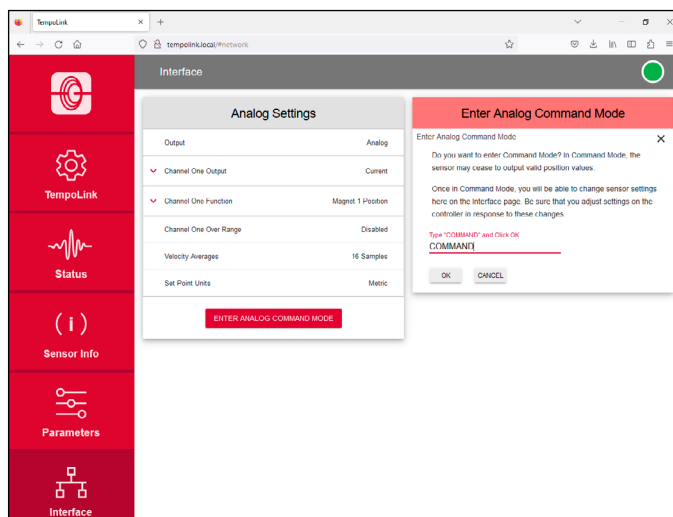 TempoLink
tempolink.local/#network
Interface
TempoLink
Status
Sensor Info
Parameters
Interface
Analog Settings
Output Analog
Channel One Output Current
Channel One Function Magnet 1 Position
Channel One Over Range Disabled
Velocity Averages 16 Samples
Set Point Units Metric
ENTER ANALOG COMMAND MODE
Enter Analog Command Mode
Enter Analog Command Mode
Do you want to enter Command Mode? In Command Mode, the
sensor may cease to output valid position values.
Once in Command Mode, you will be able to change sensor settings
here on the Interface page. Be sure that you adjust settings on the
controller in response to these changes.
Type "COMMAND" and Click OK
COMMAND
OK CANCEL